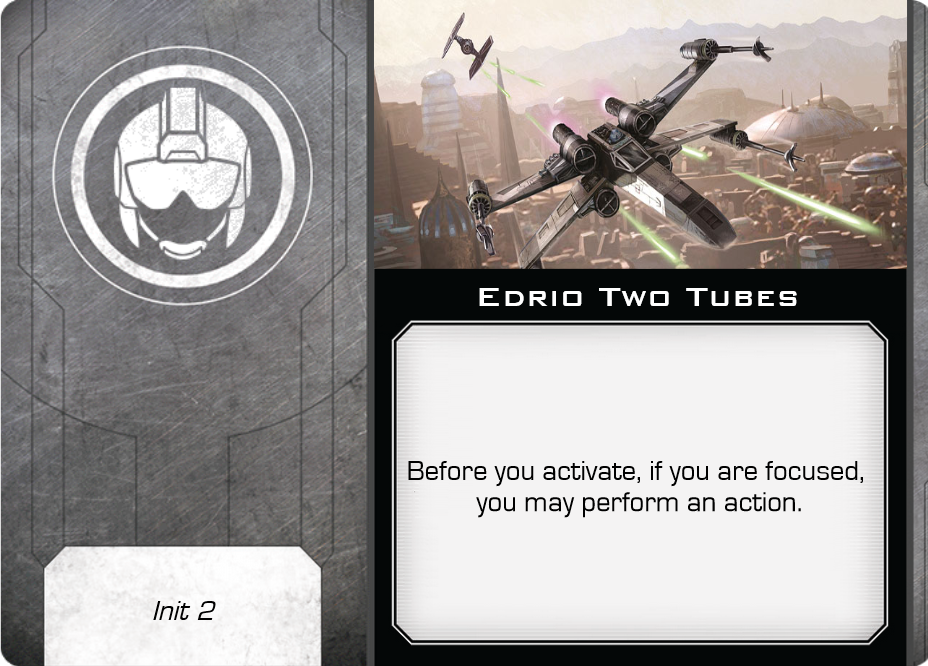 Edrio Two Tubes
Before you activate, if you are focused,
you may perform an action.
Init 2